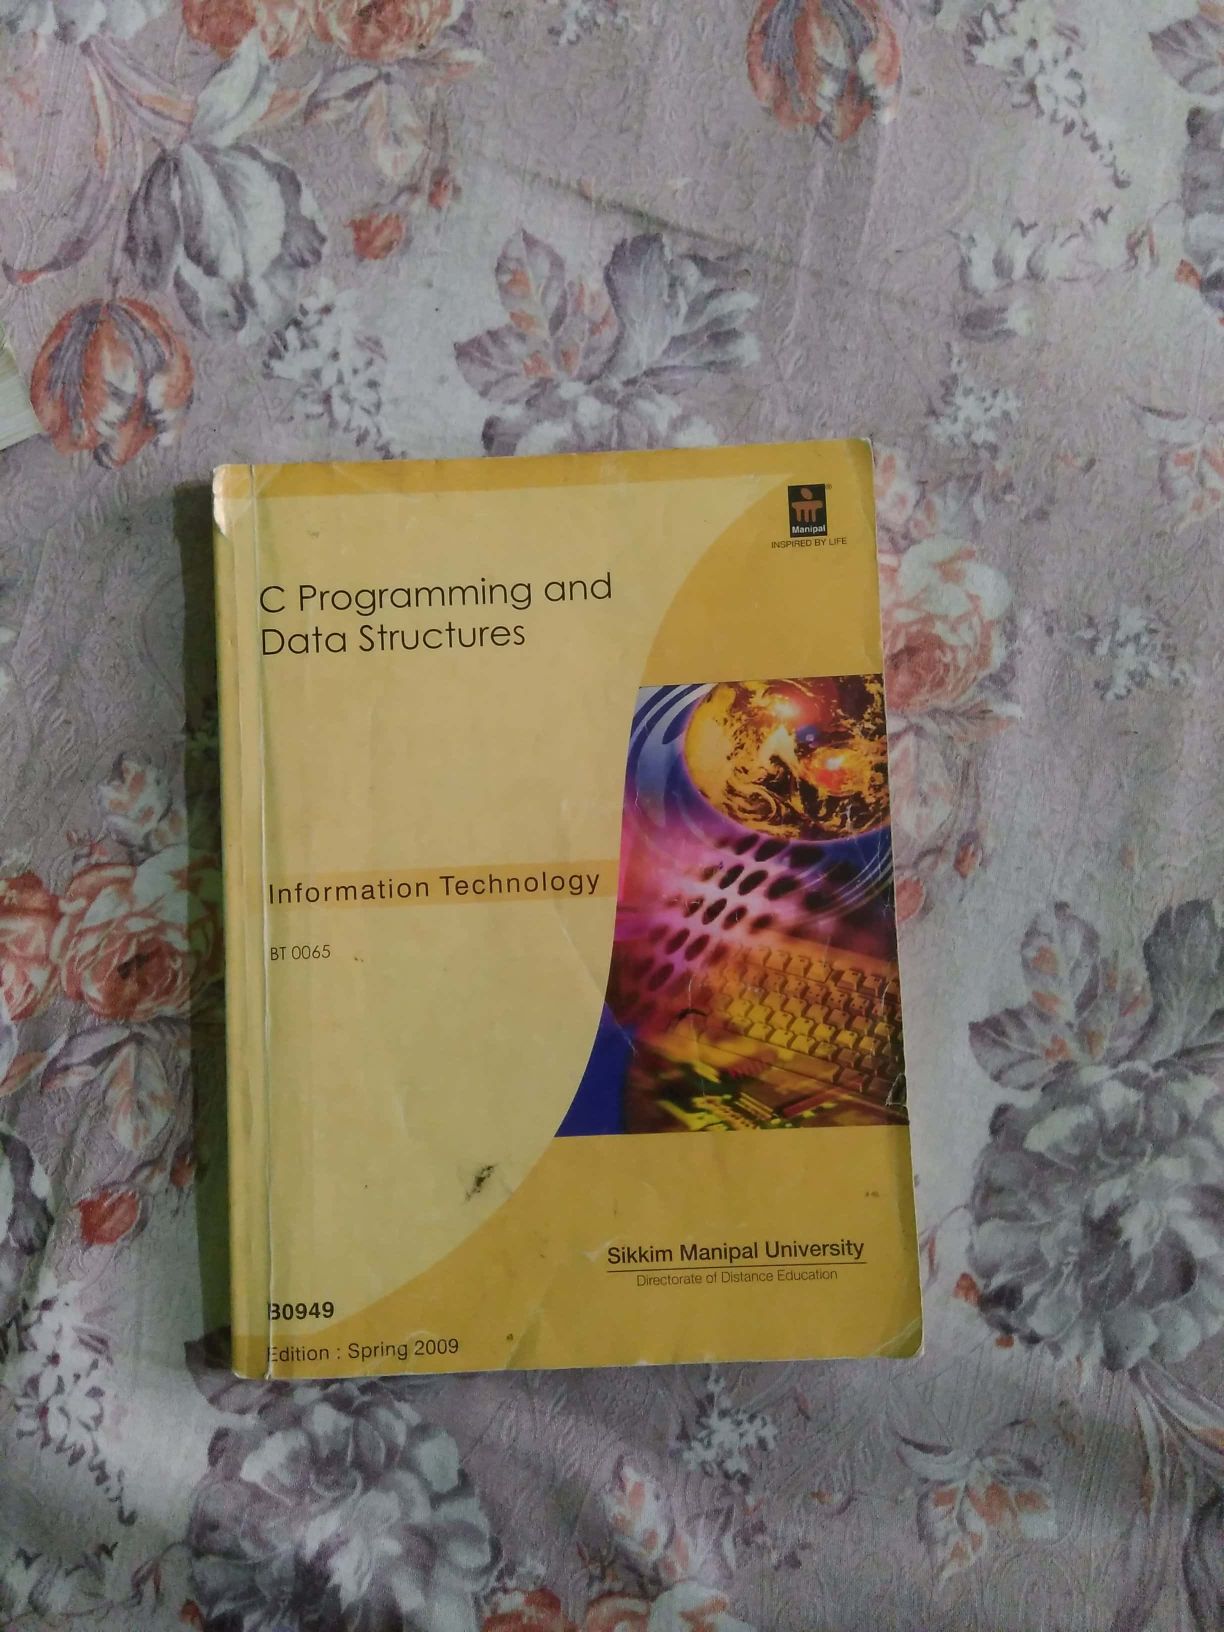 Manipal
®
INSPIRED BY LIFE
C Programming and
Data Structures
Information Technology
BT 0065
Sikkim Manipal University
Directorate of Distance Education
B0949
Edition : Spring 2009